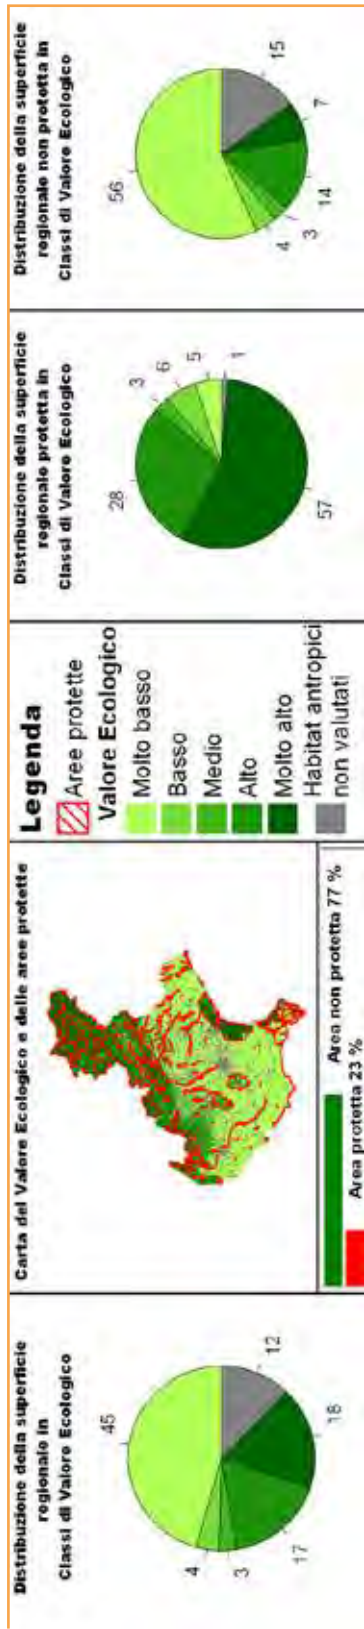 Distribuzione della superficie
regionale in
Classi di Valore Ecologico
45
4
3
17
18
12
Carta del Valore Ecologico e delle aree protette
Area non protetta 77 %
Area protetta 23 %
Legenda
Aree protette
Valore Ecologico
Molto basso
Basso
Medio
Alto
Molto alto
Habitat antropici
non valutati
Distribuzione della superficie
regionale protetta in
Classi di Valore Ecologico
28
3
6
5
1
57
Distribuzione della superficie
regionale non protetta in
Classi di Valore Ecologico
56
4
3
14
7
15